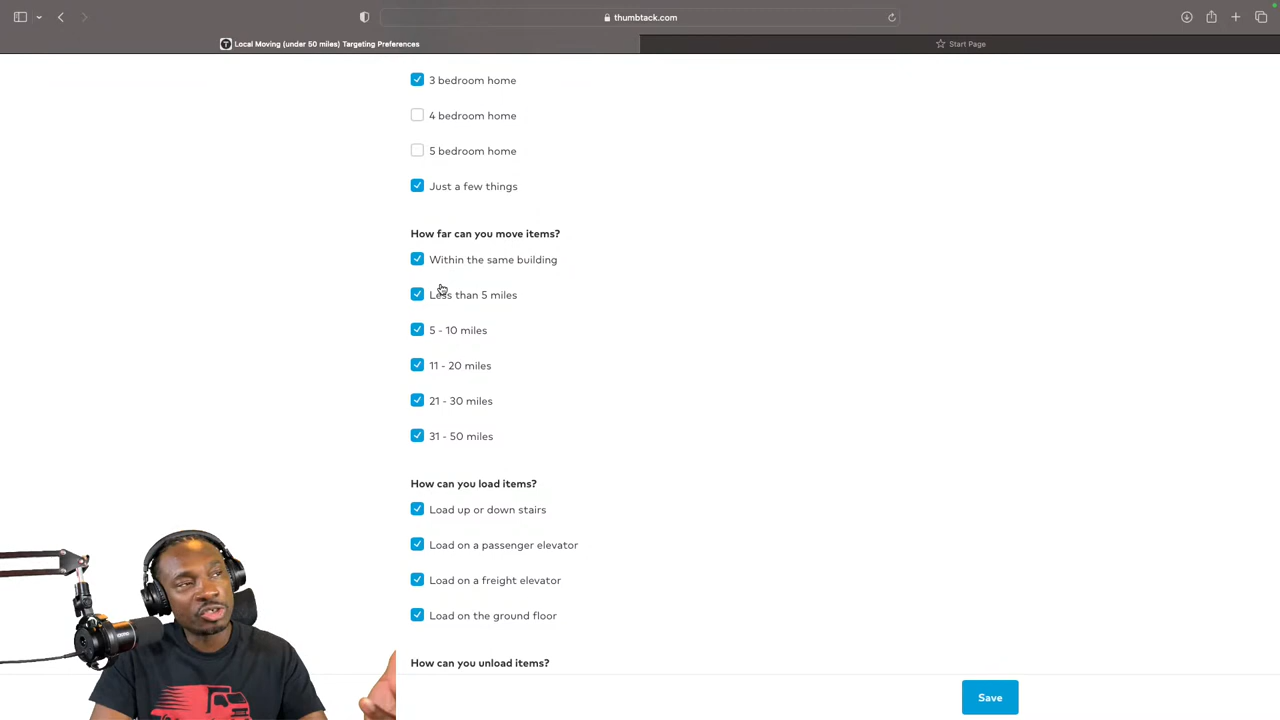 thumbtack.com
Local Moving (under 50 miles) Targeting Preferences
Start Page
3 bedroom home
4 bedroom home
5 bedroom home
Just a few things
How far can you move items?
Within the same building
Less than 5 miles
5 - 10 miles
11 - 20 miles
21 - 30 miles
31 - 50 miles
How can you load items?
Load up or down stairs
Load on a passenger elevator
Load on a freight elevator
Load on the ground floor
How can you unload items?
Save